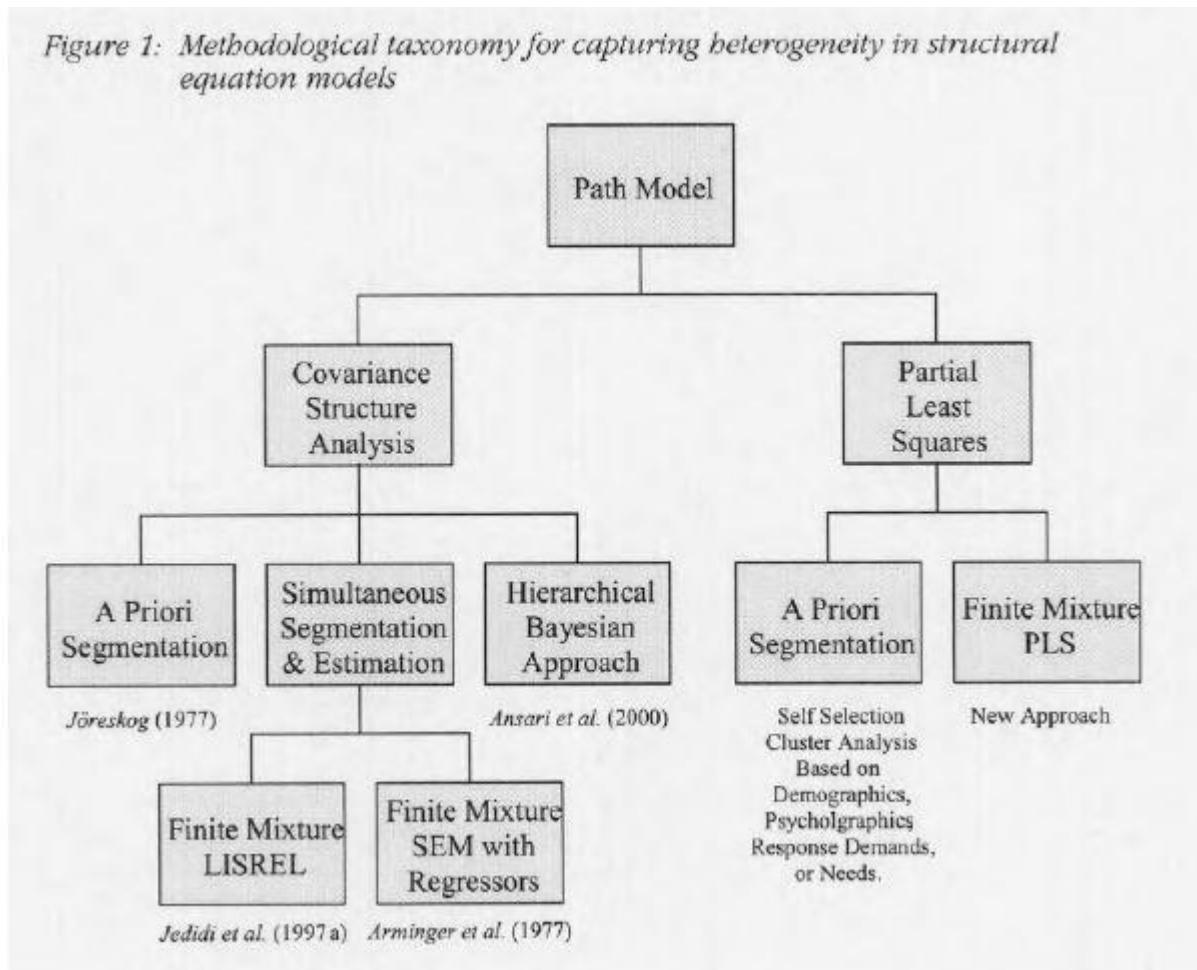 Figure 1: Methodological taxonomy for capturing heterogeneity in structural
equation models
Path Model
Covariance
Structure
Analysis
Partial
Least
Squares
A Priori
Segmentation
Simultaneous
Segmentation
& Estimation
Hierarchical
Bayesian
Approach
A Priori
Segmentation
Finite Mixture
PLS
Jöreskog (1977)
Ansari et al. (2000)
Self Selection
Cluster Analysis
Based on
Demographics,
Psycholgraphics
Response Demands,
or Needs.
New Approach
Finite Mixture
LISREL
Finite Mixture
SEM with
Regressors
Jedidi et al. (1997a)
Arminger et al. (1977)